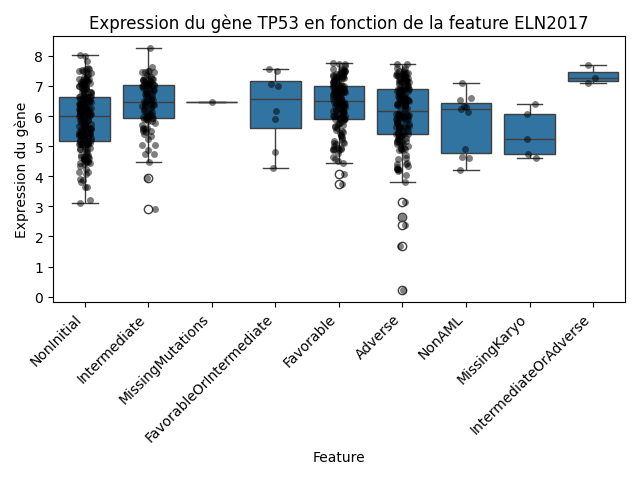 Expression du gène TP53 en fonction de la feature ELN2017
Expression du gène
8
7
6
5
4
3
2
1
0
NonInitial
Intermediate
MissingMutations
FavorableOrIntermediate
Favorable
Adverse
NonAML
MissingKaryo
IntermediateOrAdverse
Feature